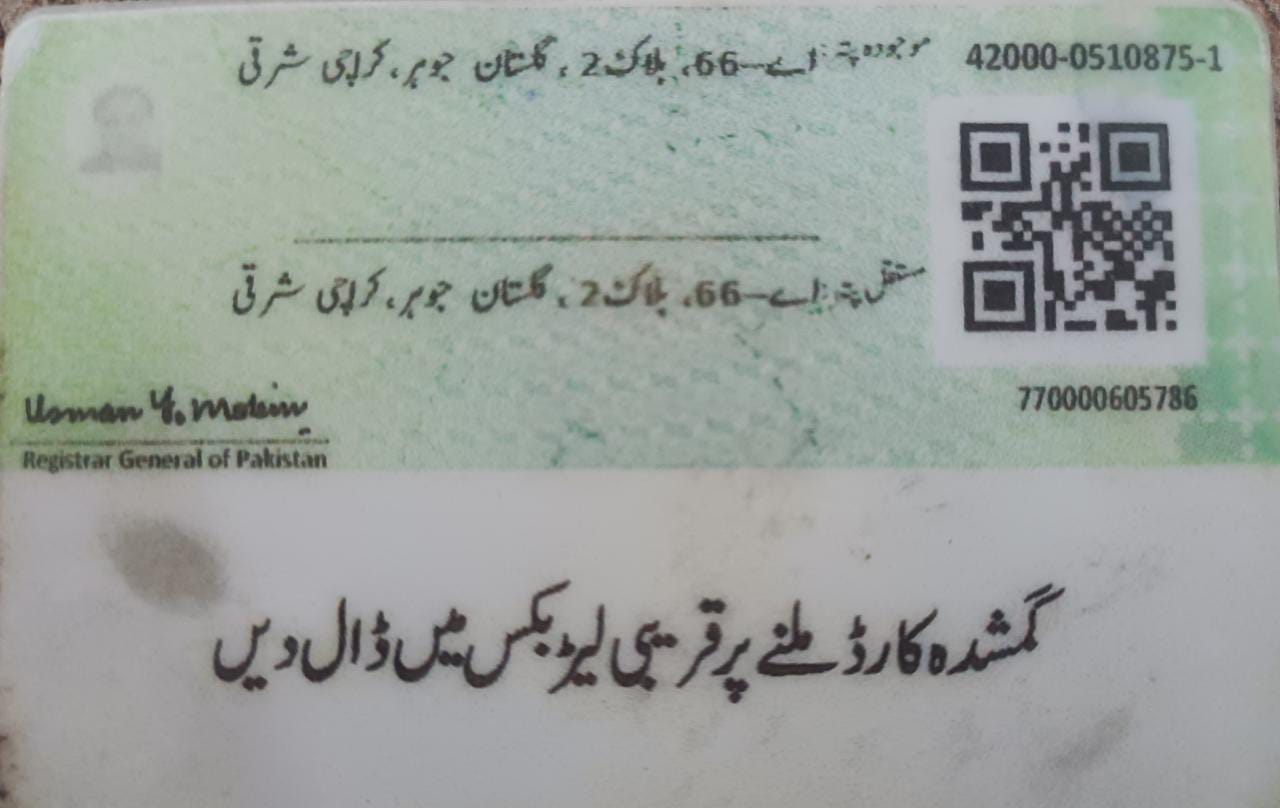 موجودہ پتہ: اے-66، بلاک 2، گلستان جوہر، کراچی شرقی
42000-0510875-1
مستقل پتہ: اے-66، بلاک 2، گلستان جوہر، کراچی شرقی
770000605786
Usman Y. Mobin
Registrar General of Pakistan
گمشدہ کارڈ ملنے پر قریبی لیٹر بکس میں ڈال دیں